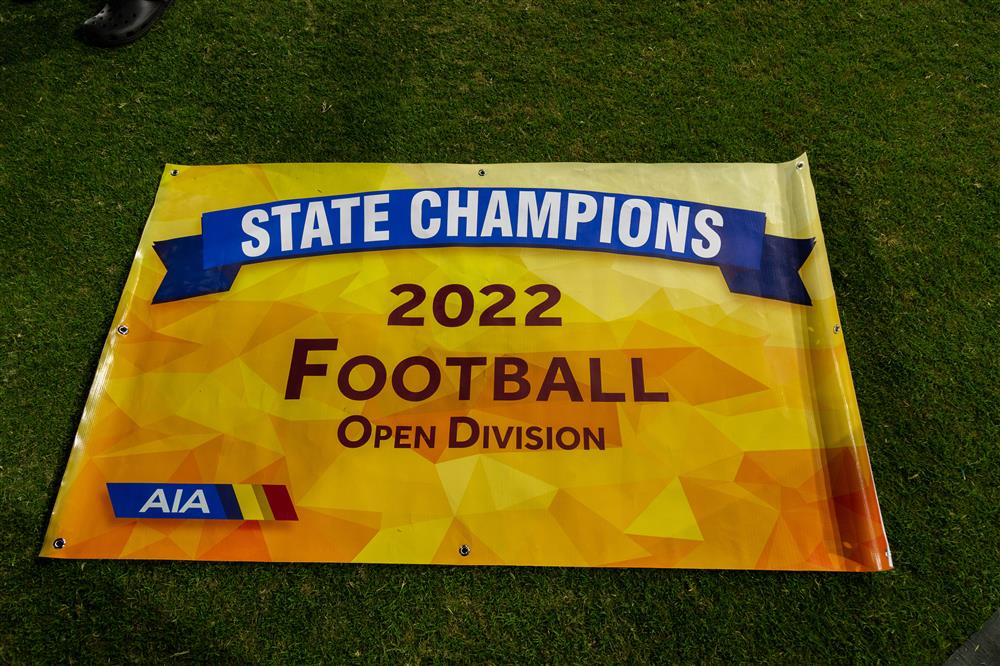 STATE CHAMPIONS
2022
FOOTBALL
OPEN DIVISION
AIA